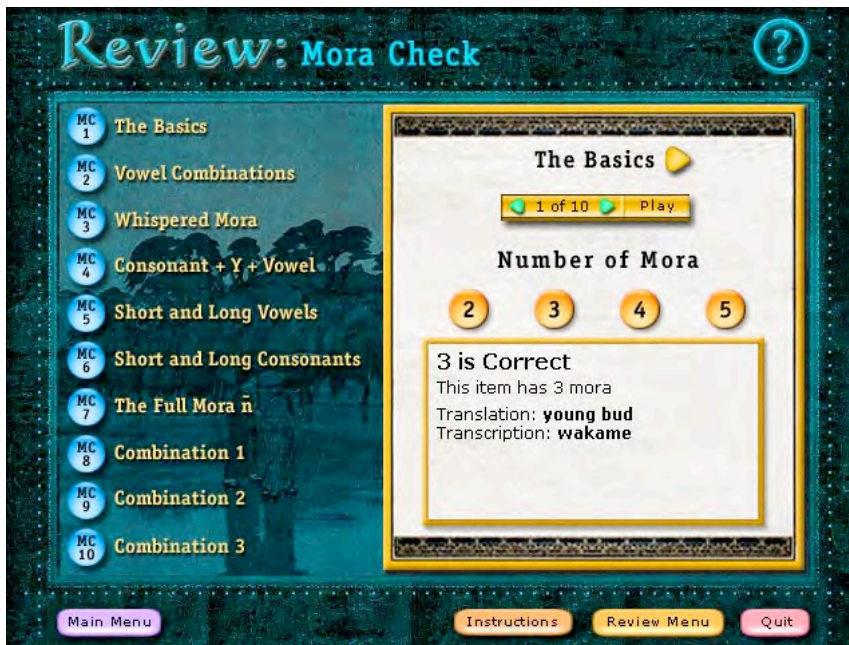 Review: Mora Check
?
MC 1 The Basics
MC 2 Vowel Combinations
MC 3 Whispered Mora
MC 4 Consonant + Y + Vowel
MC 5 Short and Long Vowels
MC 6 Short and Long Consonants
MC 7 The Full Mora n̄
MC 8 Combination 1
MC 9 Combination 2
MC 10 Combination 3
The Basics
1 of 10 Play
Number of Mora
2 3 4 5
3 is Correct
This item has 3 mora
Translation: young bud
Transcription: wakame
Main Menu Instructions Review Menu Quit